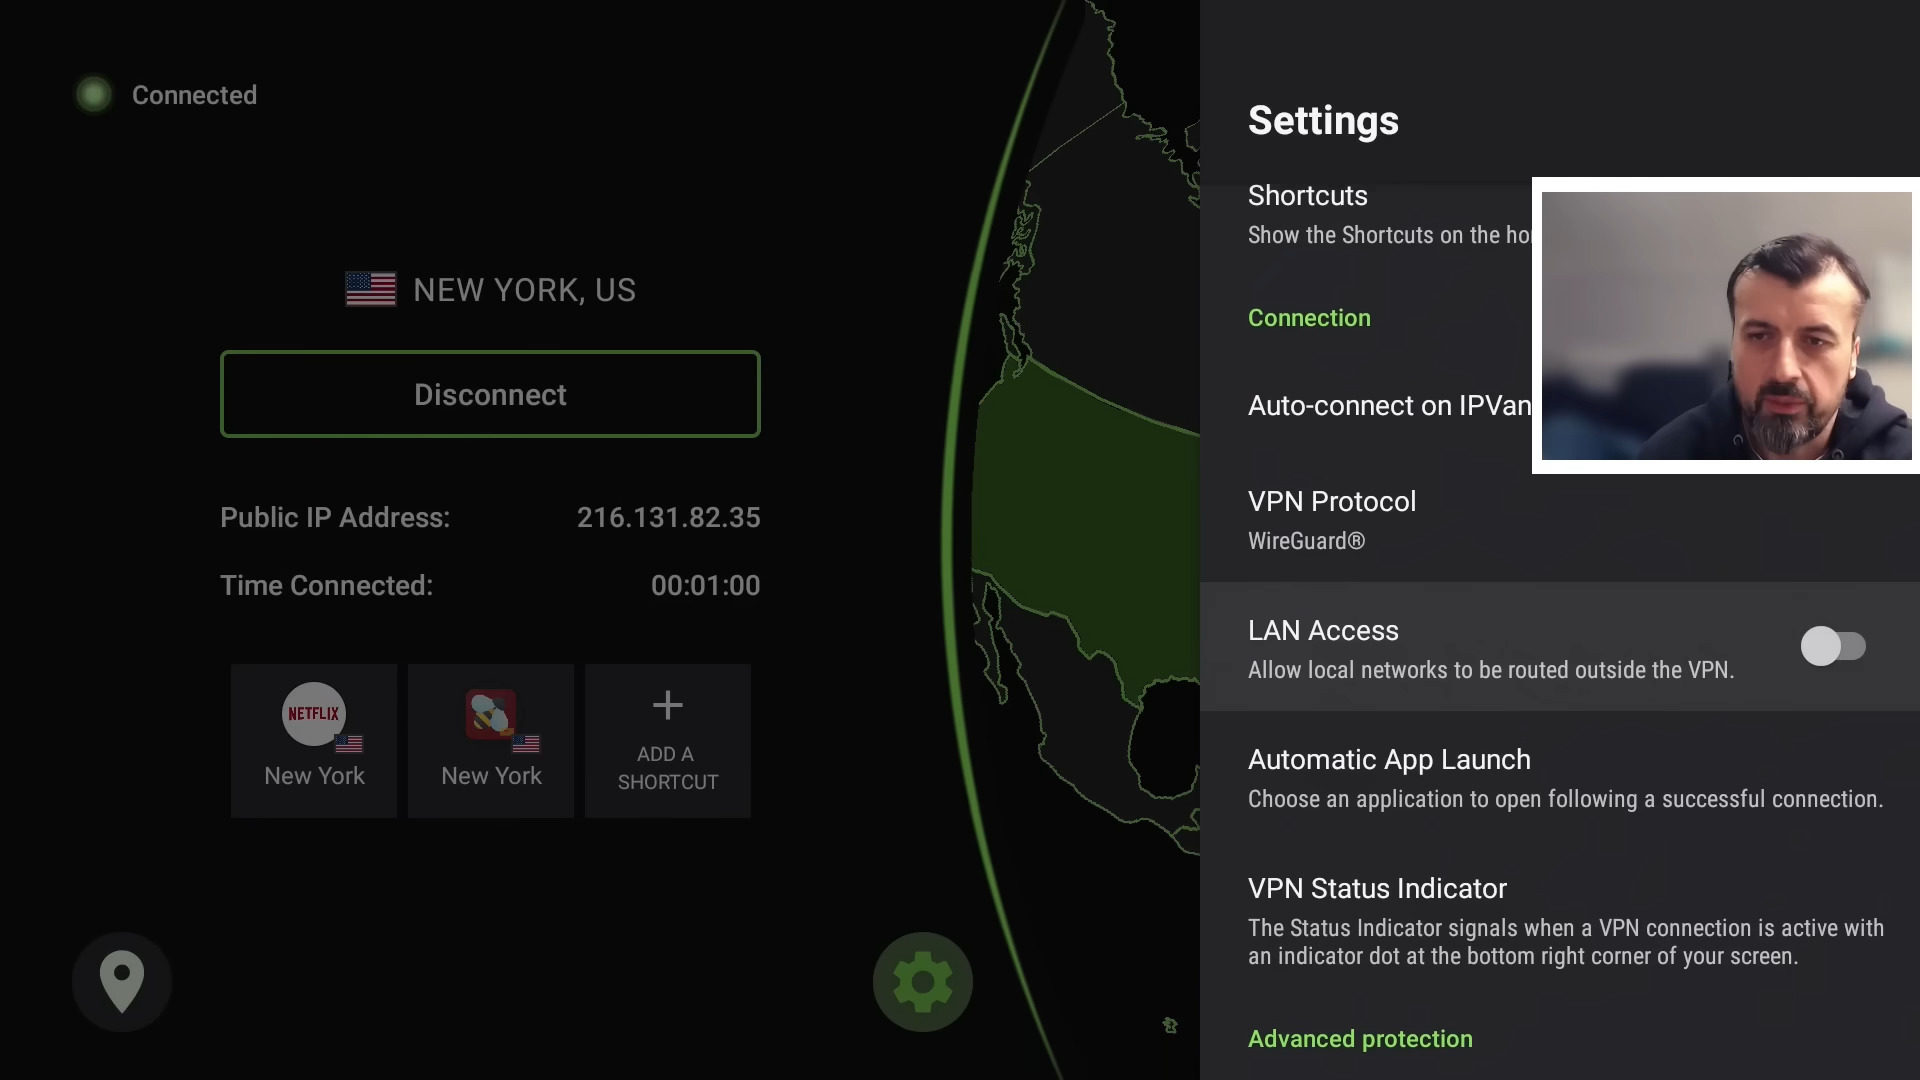 Connected
NEW YORK, US
Disconnect
Public IP Address: 216.131.82.35
Time Connected: 00:01:00
NETFLIX
New York
New York
ADD A
SHORTCUT
Settings
Shortcuts
Show the Shortcuts on the
Connection
Auto-connect on
VPN Protocol
WireGuard®
LAN Access
Allow local networks to be routed outside the VPN.
Automatic App Launch
Choose an application to open following a successful connection.
VPN Status Indicator
The Status Indicator signals when a VPN connection is active with
an indicator dot at the bottom right corner of your screen.
Advanced protection